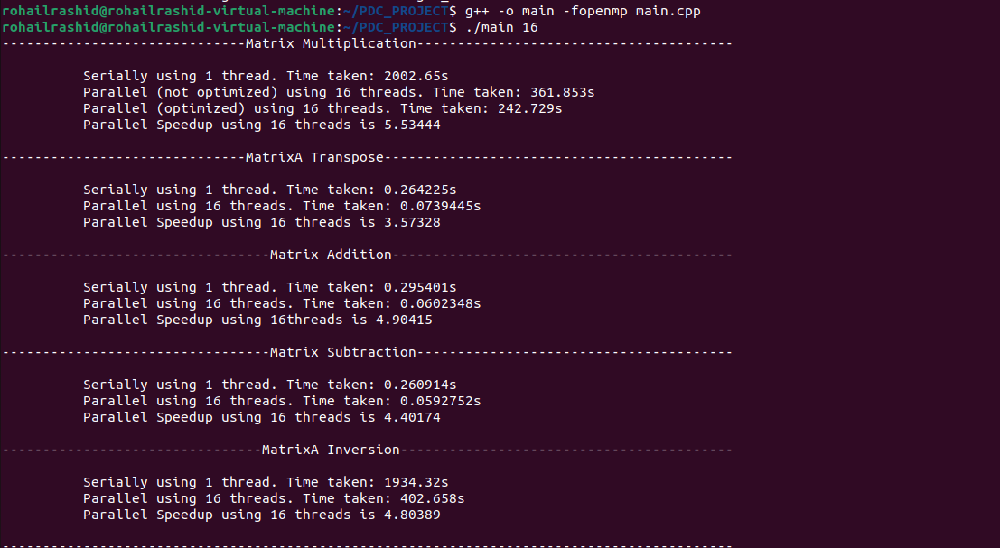 rohailrashid@rohailrashid-virtual-machine:~/PDC_PROJECT$ g++ -o main -fopenmp main.cpp
rohailrashid@rohailrashid-virtual-machine:~/PDC_PROJECT$ ./main 16
------------------------------Matrix Multiplication---------------------------------------
Serially using 1 thread. Time taken: 2002.65s
Parallel (not optimized) using 16 threads. Time taken: 361.853s
Parallel (optimized) using 16 threads. Time taken: 242.729s
Parallel Speedup using 16 threads is 5.53444
------------------------------MatrixA Transpose-------------------------------------------
Serially using 1 thread. Time taken: 0.264225s
Parallel using 16 threads. Time taken: 0.0739445s
Parallel Speedup using 16 threads is 3.57328
---------------------------------Matrix Addition------------------------------------------
Serially using 1 thread. Time taken: 0.295401s
Parallel using 16 threads. Time taken: 0.0602348s
Parallel Speedup using 16threads is 4.90415
---------------------------------Matrix Subtraction---------------------------------------
Serially using 1 thread. Time taken: 0.260914s
Parallel using 16 threads. Time taken: 0.0592752s
Parallel Speedup using 16 threads is 4.40174
--------------------------------MatrixA Inversion-----------------------------------------
Serially using 1 thread. Time taken: 1934.32s
Parallel using 16 threads. Time taken: 402.658s
Parallel Speedup using 16 threads is 4.80389
------------------------------------------------------------------------------------------